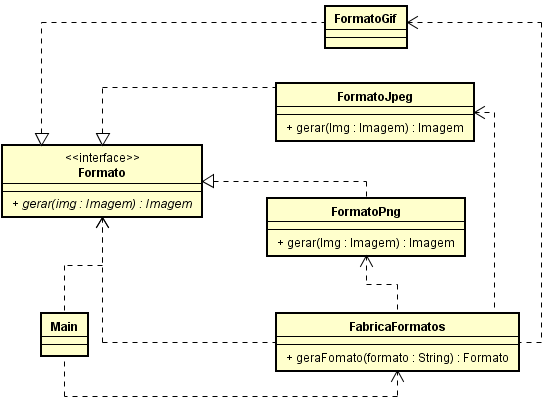 FormatoGif
FormatoJpeg
+ gerar(Img : Imagem) : Imagem
<<interface>>
Formato
+ gerar(img : Imagem) : Imagem
FormatoPng
+ gerar(Img : Imagem) : Imagem
Main
FabricaFormatos
+ geraFomato(formato : String) : Formato